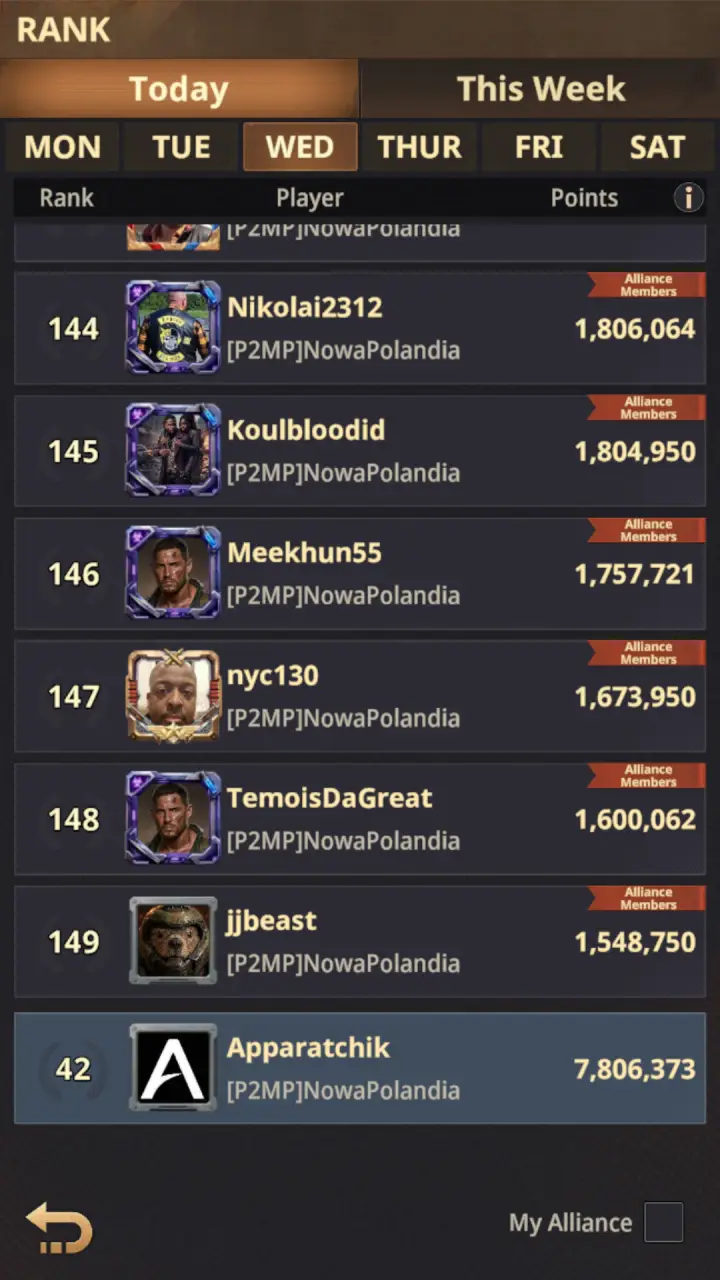 RANK
Today
This Week
MON
TUE
WED
THUR
FRI
SAT
Rank
Player
Points
i
[P2MP]NowaPolandia
144
Nikolai2312
[P2MP]NowaPolandia
Alliance
Members
1,806,064
145
Koulbloodid
[P2MP]NowaPolandia
Alliance
Members
1,804,950
146
Meekhun55
[P2MP]NowaPolandia
Alliance
Members
1,757,721
147
nyc130
[P2MP]NowaPolandia
Alliance
Members
1,673,950
148
TemoisDaGreat
[P2MP]NowaPolandia
Alliance
Members
1,600,062
149
jjbeast
[P2MP]NowaPolandia
Alliance
Members
1,548,750
42
A
Apparatchik
[P2MP]NowaPolandia
7,806,373
My Alliance